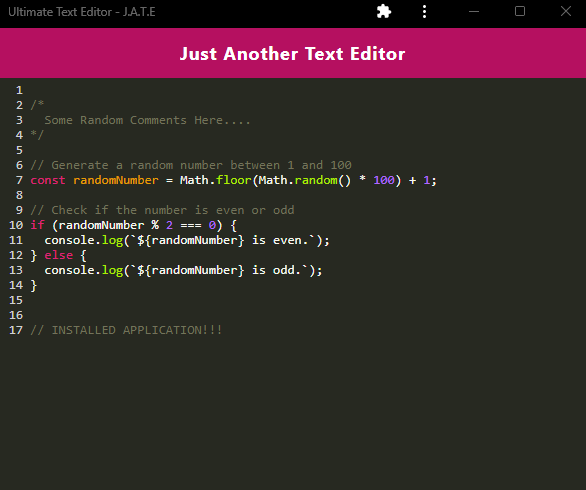 Ultimate Text Editor - J.A.T.E
Just Another Text Editor
1
2 /*
3   Some Random Comments Here....
4 */
5
6 // Generate a random number between 1 and 100
7 const randomNumber = Math.floor(Math.random() * 100) + 1;
8
9 // Check if the number is even or odd
10 if (randomNumber % 2 === 0) {
11   console.log(`${randomNumber} is even.`);
12 } else {
13   console.log(`${randomNumber} is odd.`);
14 }
15
16
17 // INSTALLED APPLICATION!!!